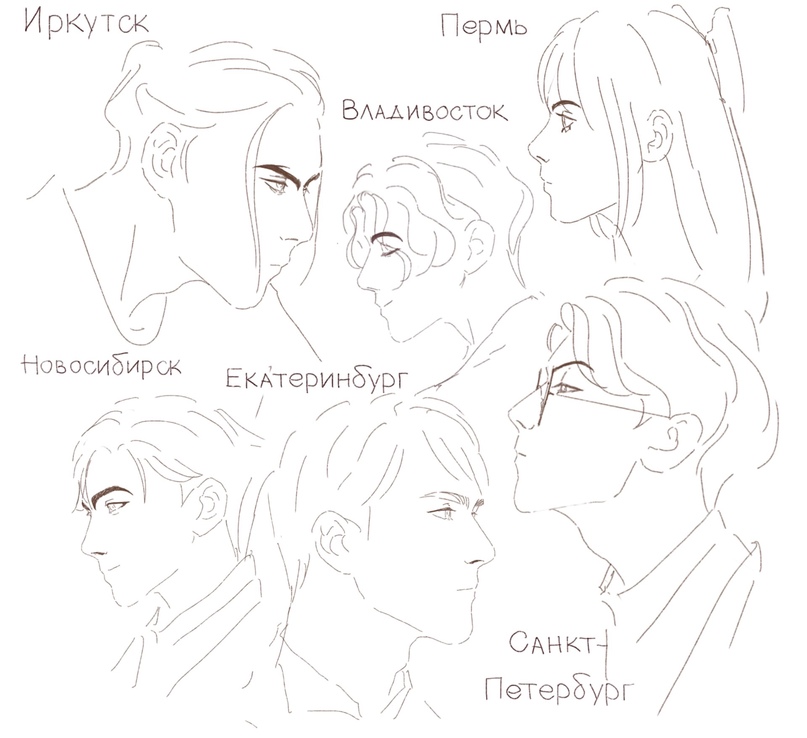 Иркутск
Пермь
Владивосток
Новосибирск
Екатеринбург
Санкт-
Петербург